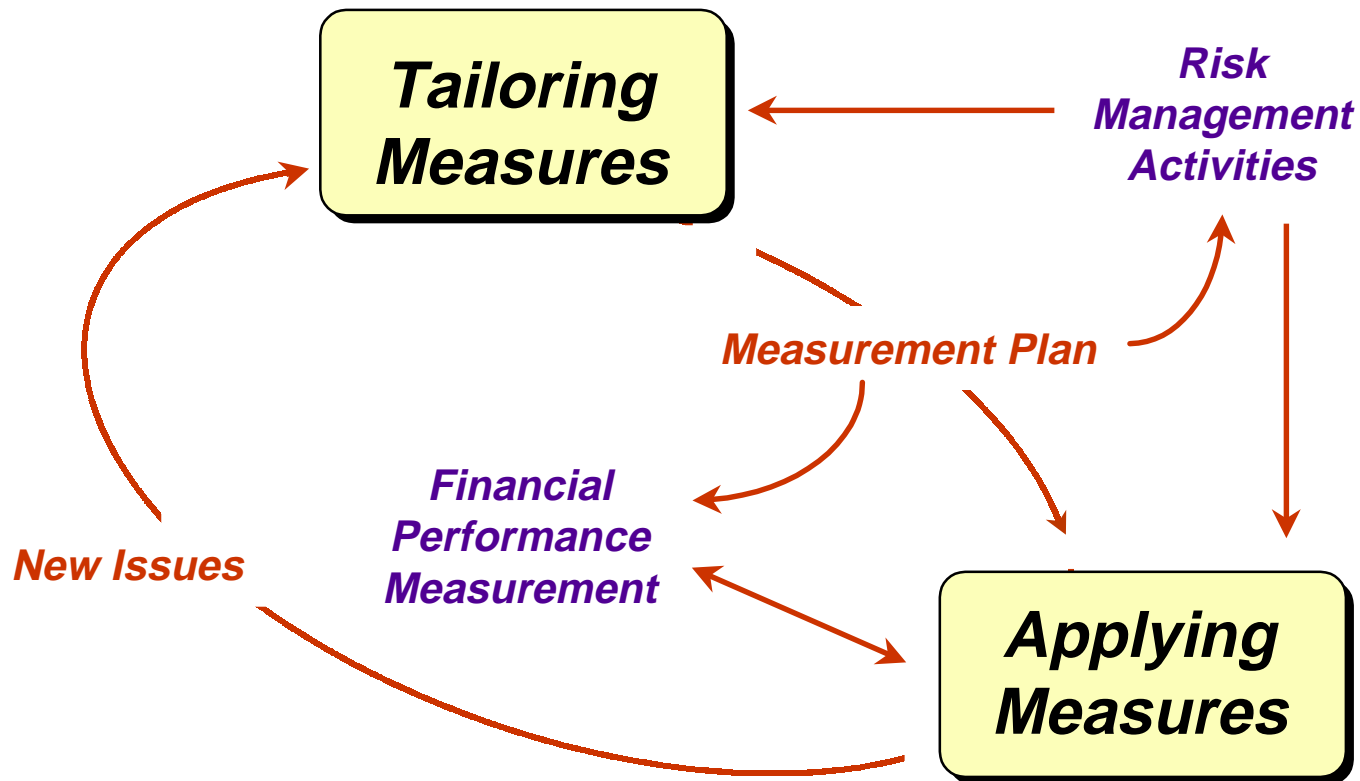 Tailoring
Measures
Risk
Management
Activities
Measurement Plan
Financial
Performance
Measurement
New Issues
Applying
Measures